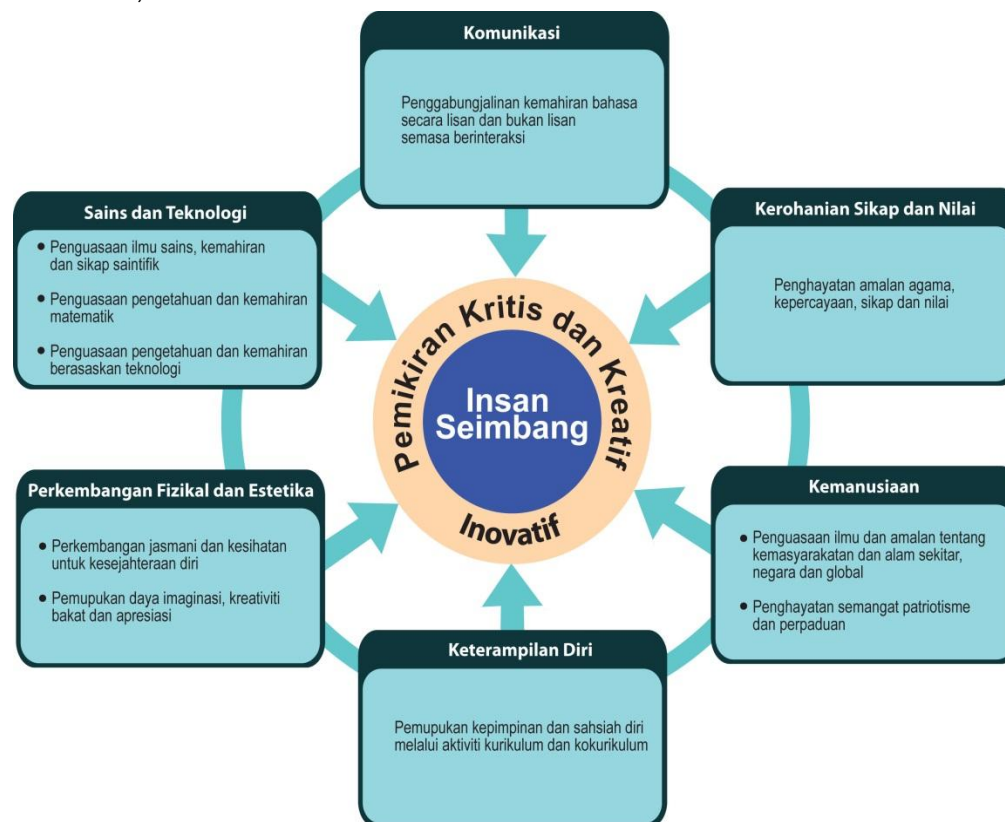 Komunikasi
Penggabungjalinan kemahiran bahasa
secara lisan dan bukan lisan
semasa berinteraksi
Sains dan Teknologi
• Penguasaan ilmu sains, kemahiran
dan sikap saintifik
• Penguasaan pengetahuan dan kemahiran
matematik
• Penguasaan pengetahuan dan kemahiran
berasaskan teknologi
Kerohanian Sikap dan Nilai
Penghayatan amalan agama,
kepercayaan, sikap dan nilai
Pemikiran Kritis dan Kreatif
Insan
Seimbang
Inovatif
Perkembangan Fizikal dan Estetika
• Perkembangan jasmani dan kesihatan
untuk kesejahteraan diri
• Pemupukan daya imaginasi, kreativiti
bakat dan apresiasi
Kemanusiaan
• Penguasaan ilmu dan amalan tentang
kemasyarakatan dan alam sekitar,
negara dan global
• Penghayatan semangat patriotisme
dan perpaduan
Keterampilan Diri
Pemupukan kepimpinan dan sahsiah diri
melalui aktiviti kurikulum dan kokurikulum